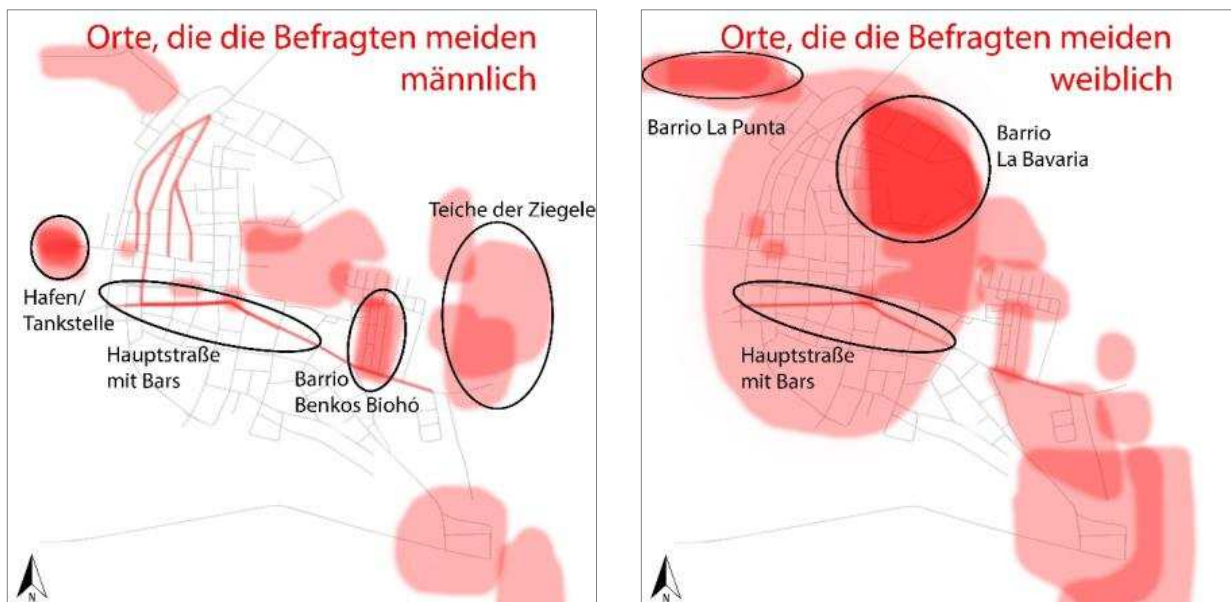 Orte, die die Befragten meiden
männlich
Teiche der Ziegele
Hafen/
Tankstelle
Hauptstraße
mit Bars
Barrio
Benkos Biohó
N
Orte, die die Befragten meiden
weiblich
Barrio La Punta
Barrio
La Bavaria
Hauptstraße
mit Bars
N